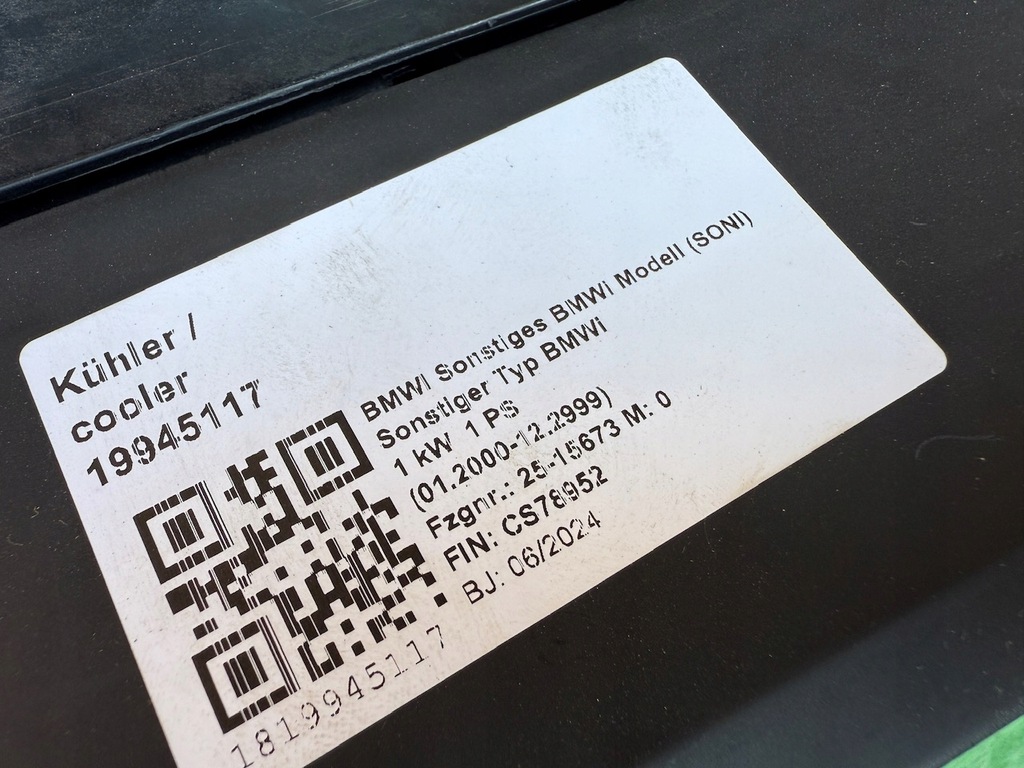 Kühler /
cooler
19945117
BMWi Sonstiges BMWi Modell (SONI)
Sonstiger Typ BMWi
1 kW 1 PS
(01.2000-12.2999)
Fzgnr.: 25-15673 M: 0
FIN: CS78952
BJ: 06/2024
1819945117